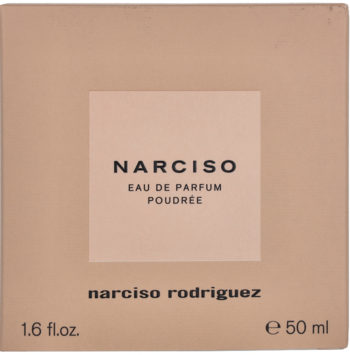 NARCISO
EAU DE PARFUM
POUDRÉE
narciso rodriguez
1.6 fl.oz. ℮ 50 ml